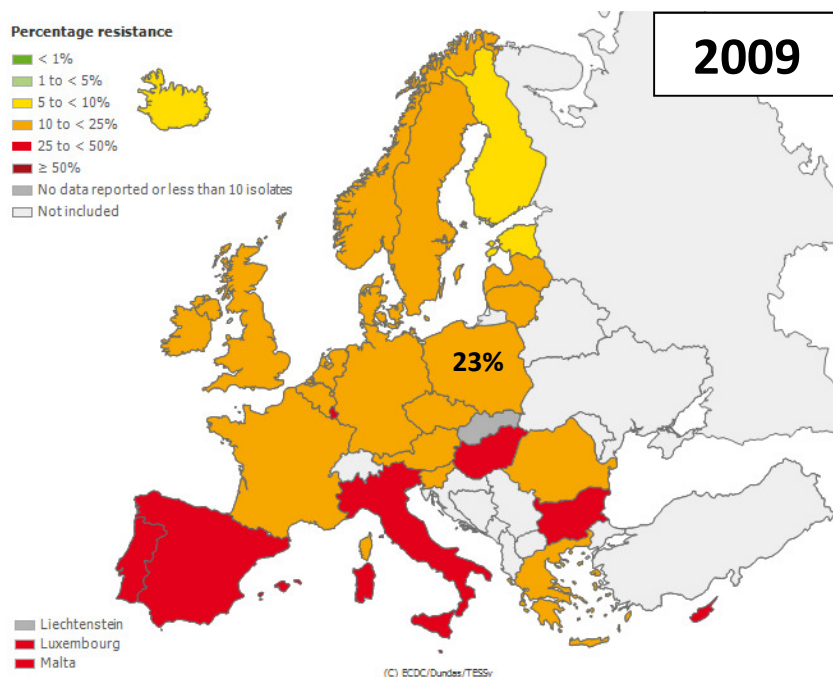 Percentage resistance
< 1%
1 to < 5%
5 to < 10%
10 to < 25%
25 to < 50%
≥ 50%
No data reported or less than 10 isolates
Not included
2009
23%
Liechtenstein
Luxembourg
Malta
(C) ECDC/Dundas/TESSy